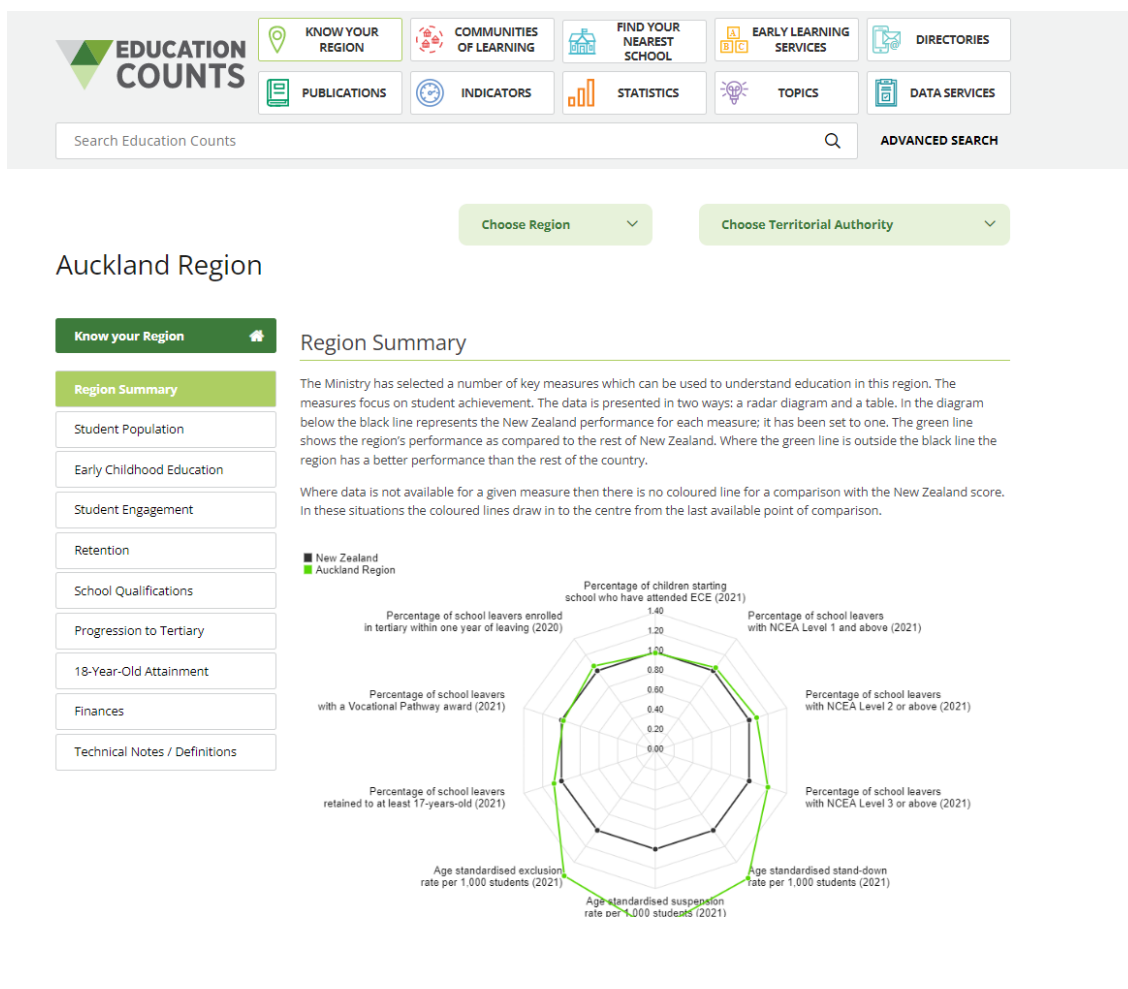 EDUCATION
COUNTS
KNOW YOUR
REGION
COMMUNITIES
OF LEARNING
FIND YOUR
NEAREST
SCHOOL
A
B C
EARLY LEARNING
SERVICES
DIRECTORIES
PUBLICATIONS
INDICATORS
STATISTICS
TOPICS
DATA SERVICES
Search Education Counts
ADVANCED SEARCH
Choose Region
Choose Territorial Authority
Auckland Region
Know your Region
Region Summary
Student Population
Early Childhood Education
Student Engagement
Retention
School Qualifications
Progression to Tertiary
18-Year-Old Attainment
Finances
Technical Notes / Definitions
Region Summary
The Ministry has selected a number of key measures which can be used to understand education in this region. The
measures focus on student achievement. The data is presented in two ways: a radar diagram and a table. In the diagram
below the black line represents the New Zealand performance for each measure; it has been set to one. The green line
shows the region's performance as compared to the rest of New Zealand. Where the green line is outside the black line the
region has a better performance than the rest of the country.
Where data is not available for a given measure then there is no coloured line for a comparison with the New Zealand score.
In these situations the coloured lines draw in to the centre from the last available point of comparison.
New Zealand
Auckland Region
Percentage of children starting
school who have attended ECE (2021)
Percentage of school leavers enrolled
in tertiary within one year of leaving (2020)
Percentage of school leavers
with NCEA Level 1 and above (2021)
1.40
1.20
1.00
0.80
0.60
0.40
0.20
0.00
Percentage of school leavers
with a Vocational Pathway award (2021)
Percentage of school leavers
with NCEA Level 2 or above (2021)
Percentage of school leavers
retained to at least 17-years-old (2021)
Percentage of school leavers
with NCEA Level 3 or above (2021)
Age standardised exclusion
rate per 1,000 students (2021)
Age standardised stand-down
rate per 1,000 students (2021)
Age standardised suspension
rate per 1,000 students (2021)